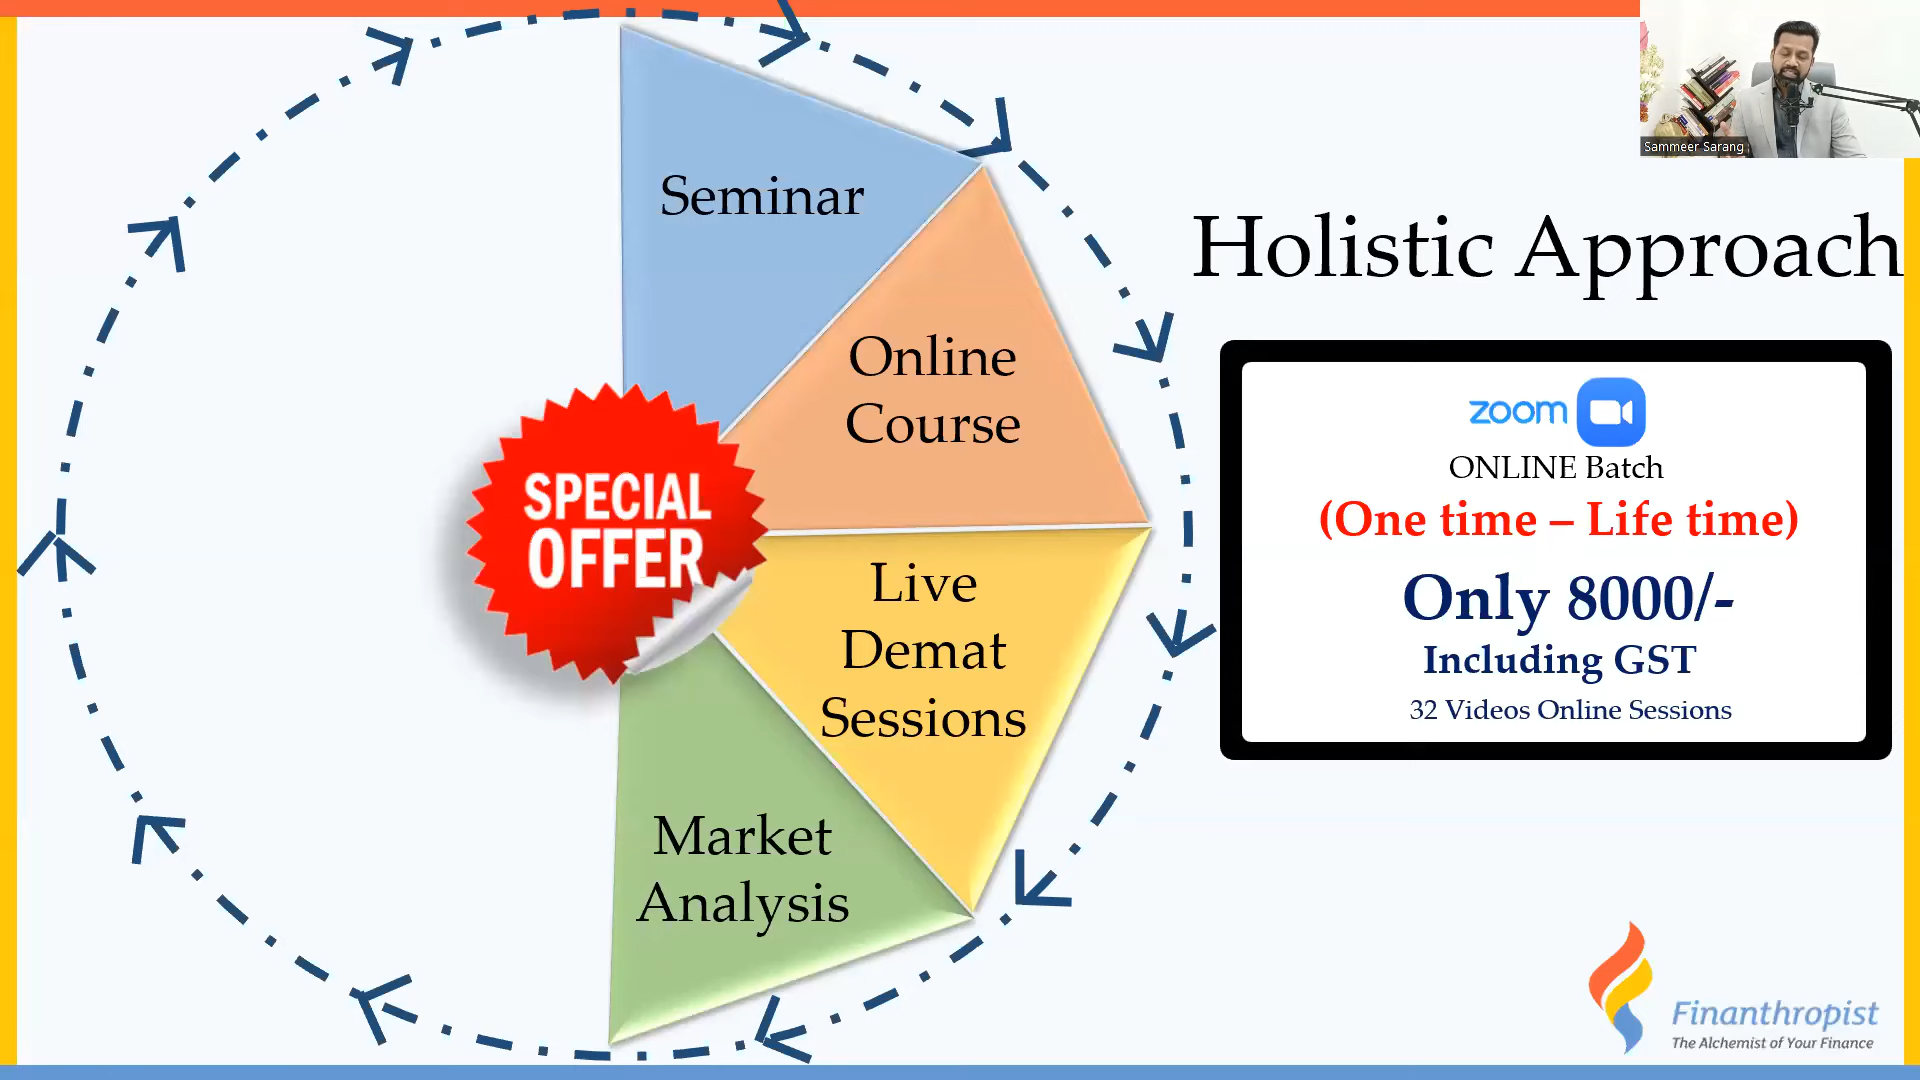 Sammeer Sarang
Seminar
Holistic Approach
Online
Course
zoom
ONLINE Batch
(One time – Life time)
SPECIAL
OFFER
Only 8000/-
Including GST
32 Videos Online Sessions
Live
Demat
Sessions
Market
Analysis
Finanthropist
The Alchemist of Your Finance